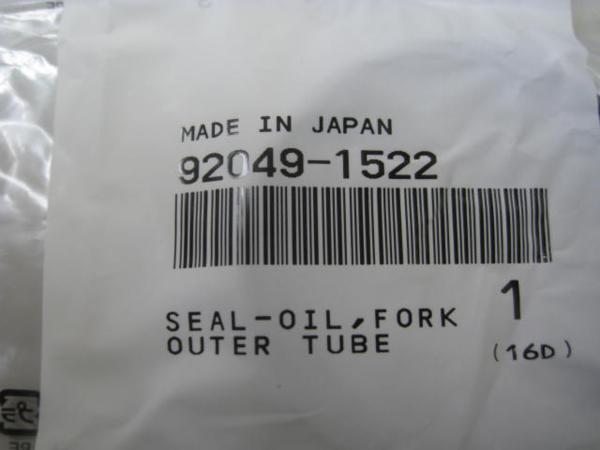 MADE IN JAPAN
92049-1522
SEAL-OIL,FORK 1
OUTER TUBE (16D)